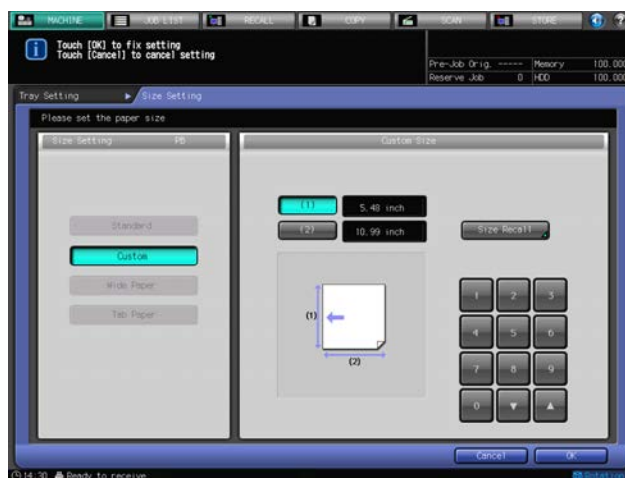 MACHINE JOB LIST RECALL COPY SCAN STORE ?
i Touch [OK] to fix setting
Touch [Cancel] to cancel setting
Pre-Job Orig. ----- Memory 100.000
Reserve Job 0 HDD 100.000
Tray Setting ▶ Size Setting
Please set the paper size
Size Setting PB
Custom Size
(1) 5.48 inch
(2) 10.99 inch
Standard
Custom
Wide Paper
Tab Paper
Size Recall
(1)
(2)
1 2 3
4 5 6
7 8 9
0 ▼ ▲
Cancel OK
14:30 Ready to receive
Rotation